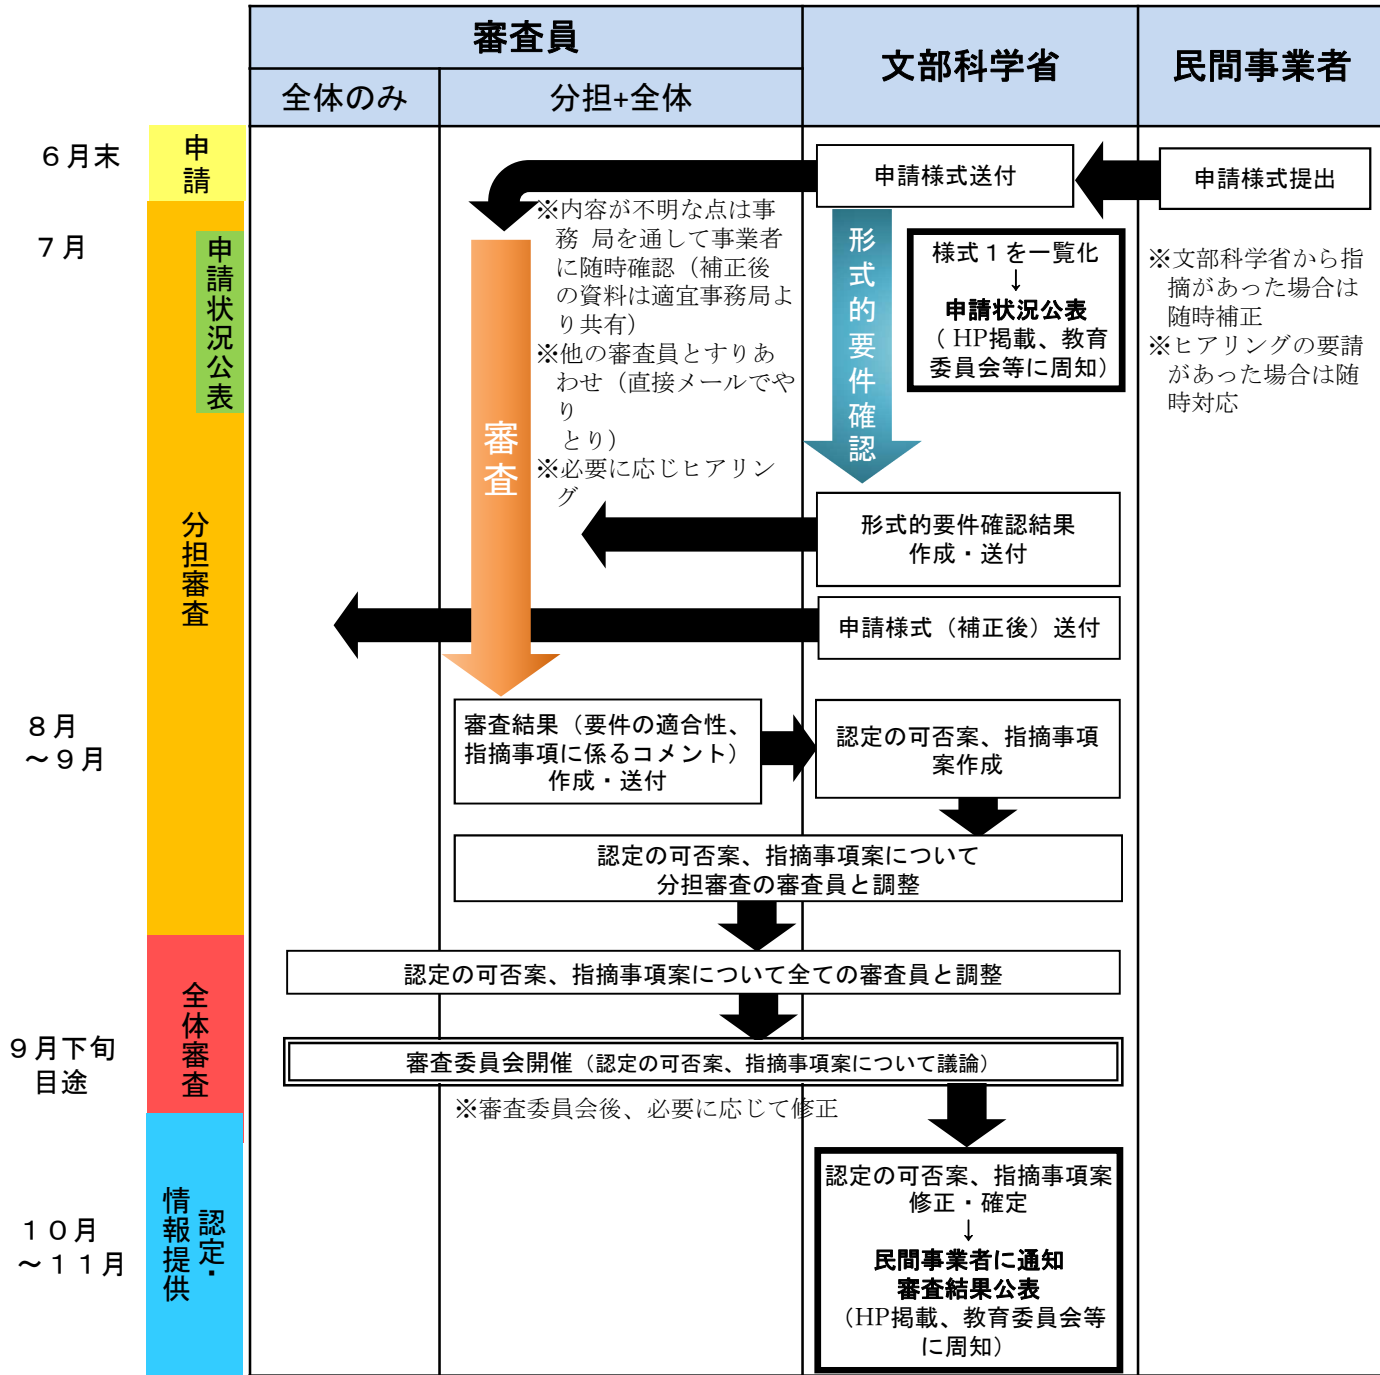 審査員
文部科学省
民間事業者
全体のみ
分担+全体
６月末
申請
申請様式送付
申請様式提出
７月
申請状況公表
※内容が不明な点は事
務 局を通して事業者
に随時確認（補正後
の資料は適宜事務局よ
り共有）
※他の審査員とすりあ
わせ（直接メールでや
り
とり）
※必要に応じヒアリン
グ
審査
形式的要件確認
様式１を一覧化
↓
申請状況公表
（ HP掲載、教育
委員会等に周知）
※文部科学省から指
摘があった場合は
随時補正
※ヒアリングの要請
があった場合は随
時対応
分担審査
形式的要件確認結果
作成・送付
申請様式（補正後）送付
８月
～９月
審査結果（要件の適合性、
指摘事項に係るコメント）
作成・送付
認定の可否案、指摘事項
案作成
認定の可否案、指摘事項案について
分担審査の審査員と調整
全体審査
認定の可否案、指摘事項案について全ての審査員と調整
９月下旬
目途
審査委員会開催（認定の可否案、指摘事項案について議論）
※審査委員会後、必要に応じて修正
１０月
～１１月
認定・
情報提供
認定の可否案、指摘事項案
修正・確定
↓
民間事業者に通知
審査結果公表
（HP掲載、教育委員会等
に周知）